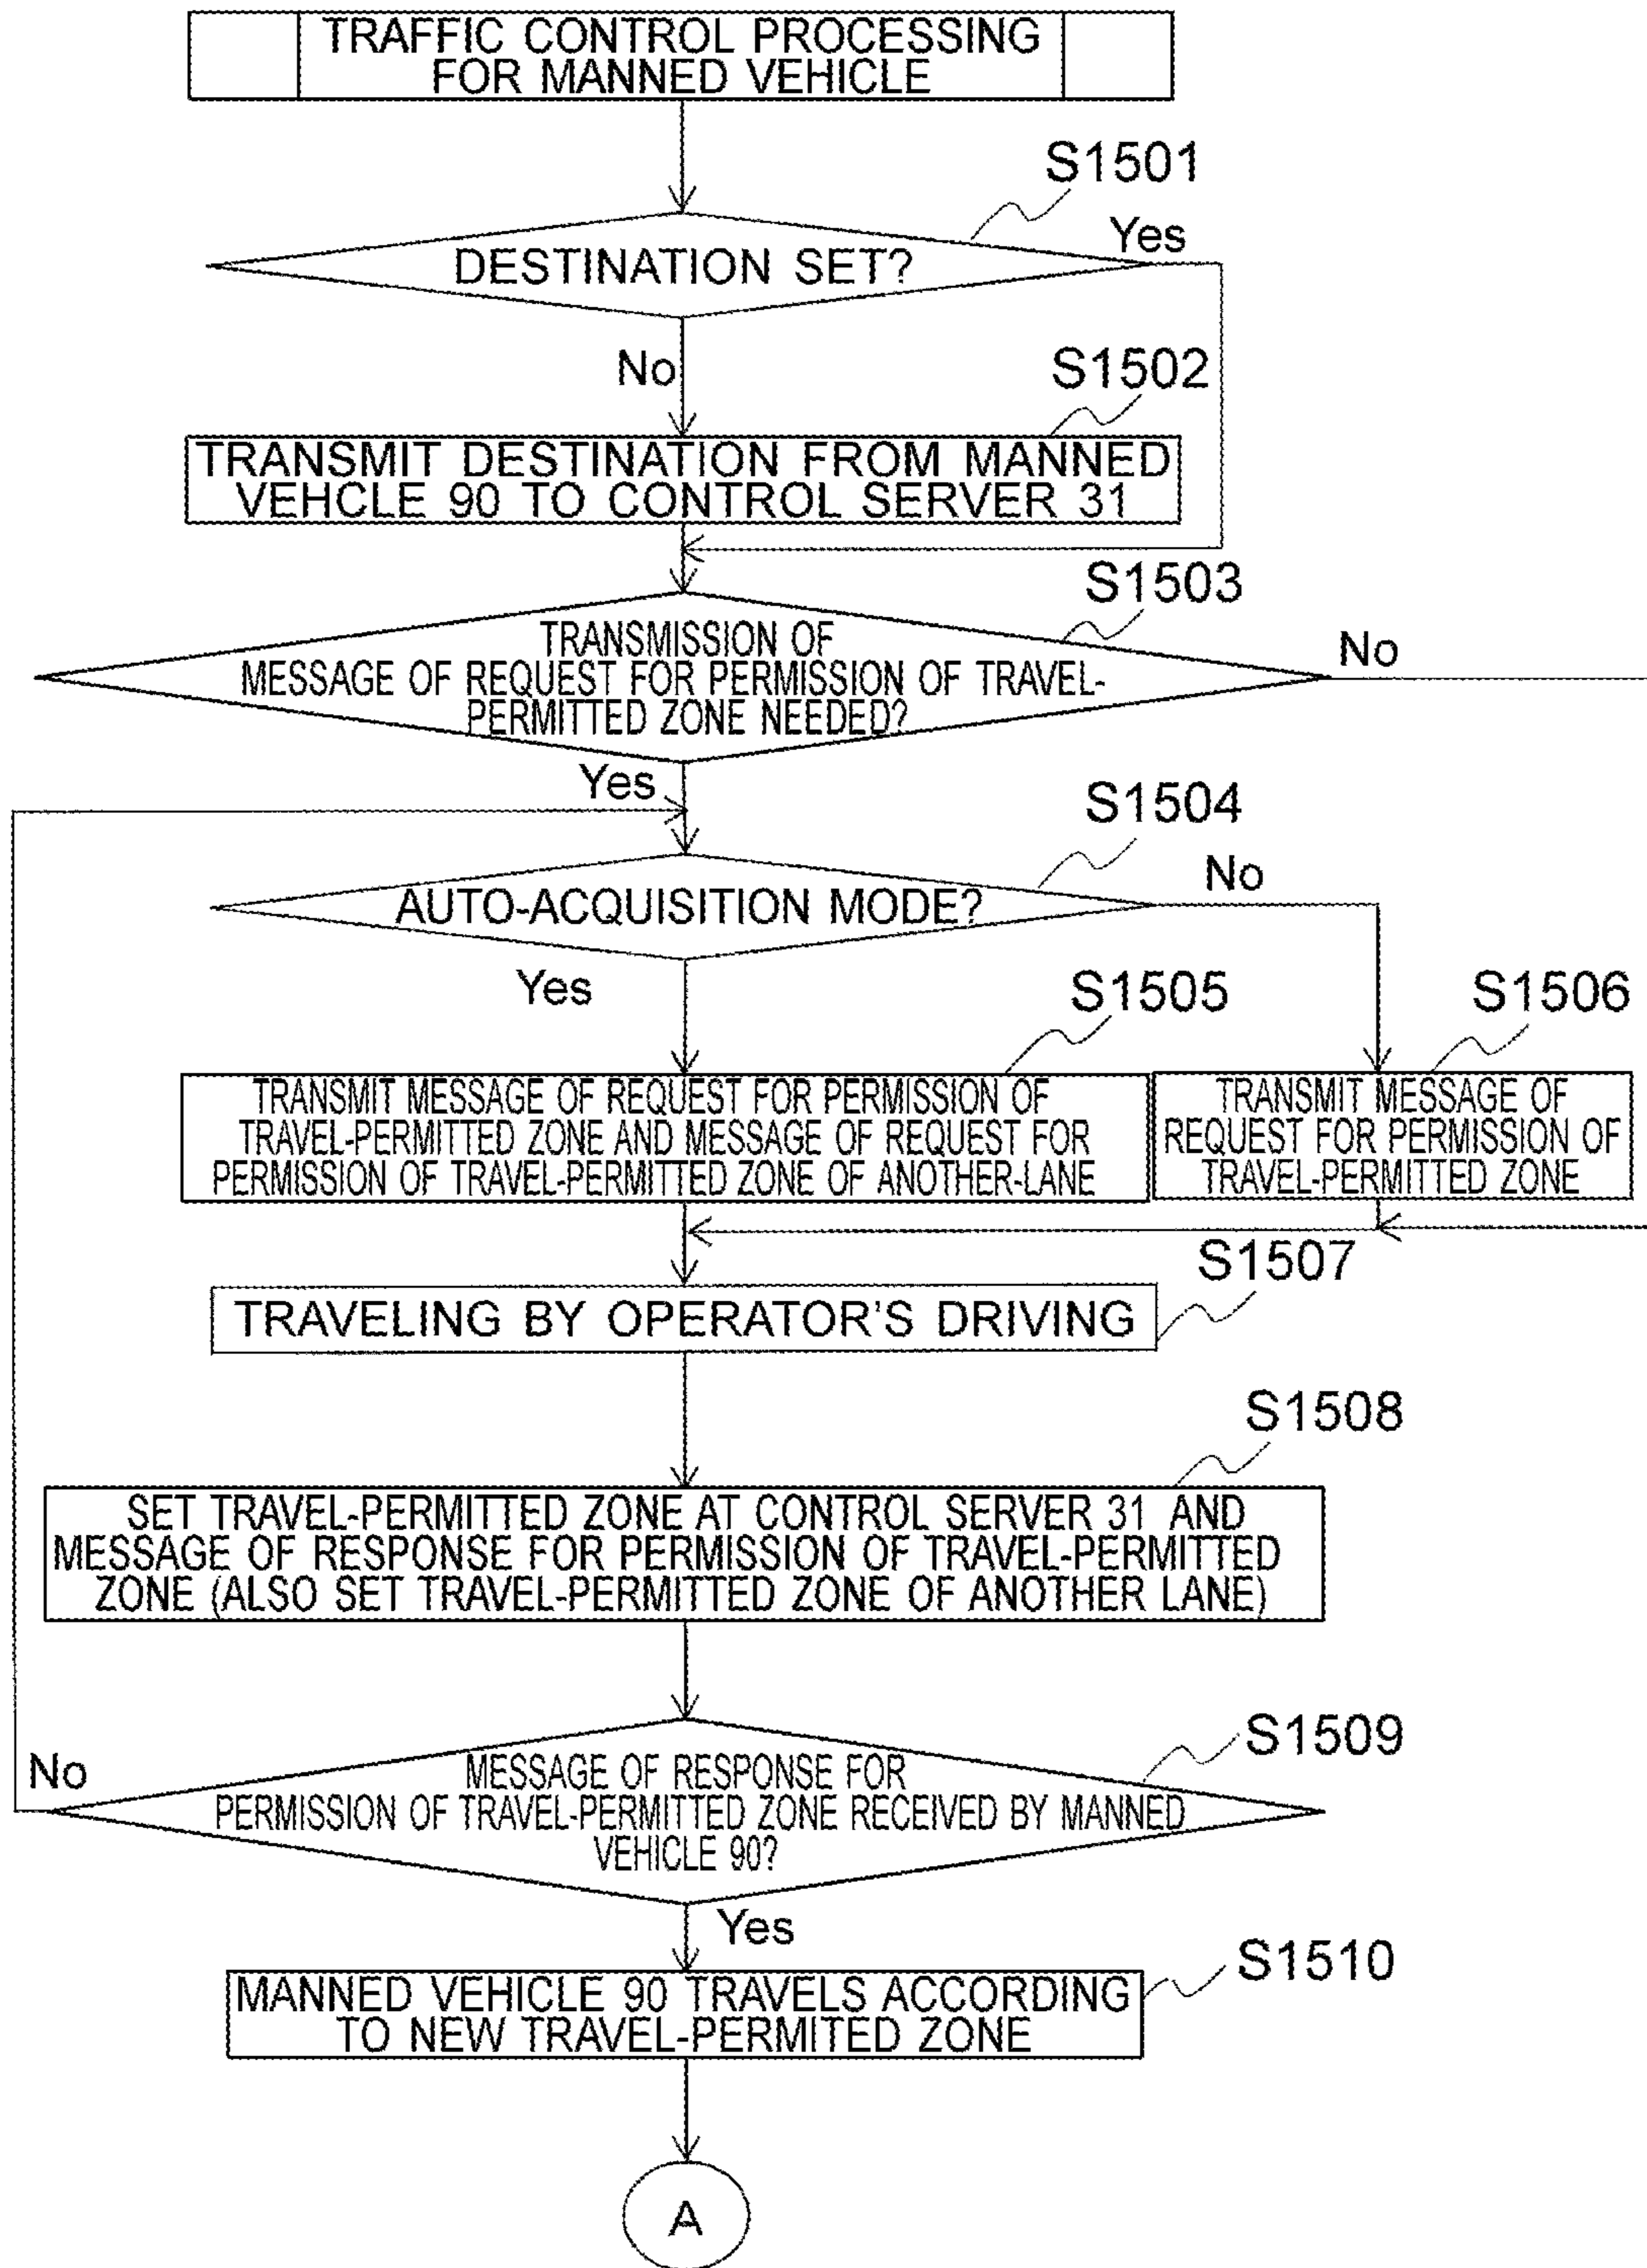 TRAFFIC CONTROL PROCESSING
FOR MANNED VEHICLE
S1501
DESTINATION SET?
Yes
No
S1502
TRANSMIT DESTINATION FROM MANNED
VEHCLE 90 TO CONTROL SERVER 31
S1503
TRANSMISSION OF
MESSAGE OF REQUEST FOR PERMISSION OF TRAVEL-
PERMITTED ZONE NEEDED?
No
Yes
S1504
AUTO-ACQUISITION MODE?
No
Yes
S1505
S1506
TRANSMIT MESSAGE OF REQUEST FOR PERMISSION OF
TRAVEL-PERMITTED ZONE AND MESSAGE OF REQUEST FOR
PERMISSION OF TRAVEL-PERMITTED ZONE OF ANOTHER-LANE
TRANSMIT MESSAGE OF
REQUEST FOR PERMISSION OF
TRAVEL-PERMITTED ZONE
S1507
TRAVELING BY OPERATOR'S DRIVING
S1508
SET TRAVEL-PERMITTED ZONE AT CONTROL SERVER 31 AND
MESSAGE OF RESPONSE FOR PERMISSION OF TRAVEL-PERMITTED
ZONE (ALSO SET TRAVEL-PERMITTED ZONE OF ANOTHER LANE)
S1509
No
MESSAGE OF RESPONSE FOR
PERMISSION OF TRAVEL-PERMITTED ZONE RECEIVED BY MANNED
VEHICLE 90?
Yes
S1510
MANNED VEHICLE 90 TRAVELS ACCORDING
TO NEW TRAVEL-PERMITED ZONE
A